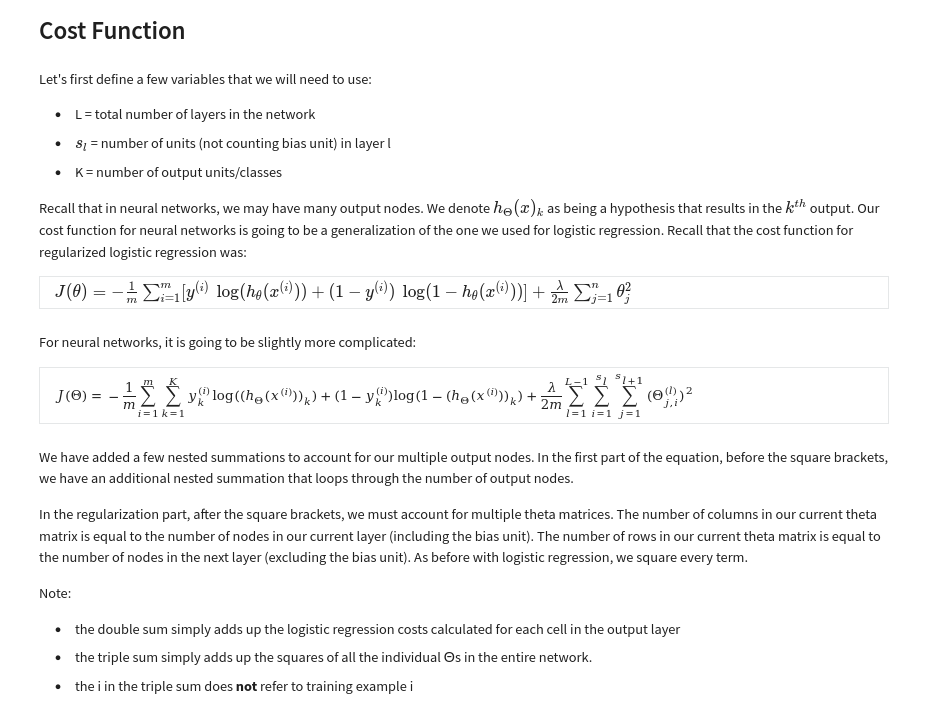 Cost Function
Let's first define a few variables that we will need to use:
• L = total number of layers in the network
• $s_l$ = number of units (not counting bias unit) in layer l
• K = number of output units/classes
Recall that in neural networks, we may have many output nodes. We denote $h_\Theta(x)_k$ as being a hypothesis that results in the $k^{th}$ output. Our
cost function for neural networks is going to be a generalization of the one we used for logistic regression. Recall that the cost function for
regularized logistic regression was:
$J(\theta) = -\frac{1}{m} \sum_{i=1}^{m} [y^{(i)} \log(h_\theta(x^{(i)})) + (1 - y^{(i)}) \log(1 - h_\theta(x^{(i)}))] + \frac{\lambda}{2m} \sum_{j=1}^{n} \theta_j^2$
For neural networks, it is going to be slightly more complicated:
$J(\Theta) = -\frac{1}{m} \sum_{i=1}^{m} \sum_{k=1}^{K} y_k^{(i)} \log((h_\Theta(x^{(i)}))_k) + (1 - y_k^{(i)}) \log(1 - (h_\Theta(x^{(i)}))_k) + \frac{\lambda}{2m} \sum_{l=1}^{L-1} \sum_{i=1}^{s_l} \sum_{j=1}^{s_{l+1}} (\Theta_{j,i}^{(l)})^2$
We have added a few nested summations to account for our multiple output nodes. In the first part of the equation, before the square brackets,
we have an additional nested summation that loops through the number of output nodes.
In the regularization part, after the square brackets, we must account for multiple theta matrices. The number of columns in our current theta
matrix is equal to the number of nodes in our current layer (including the bias unit). The number of rows in our current theta matrix is equal to
the number of nodes in the next layer (excluding the bias unit). As before with logistic regression, we square every term.
Note:
• the double sum simply adds up the logistic regression costs calculated for each cell in the output layer
• the triple sum simply adds up the squares of all the individual Θs in the entire network.
• the i in the triple sum does not refer to training example i